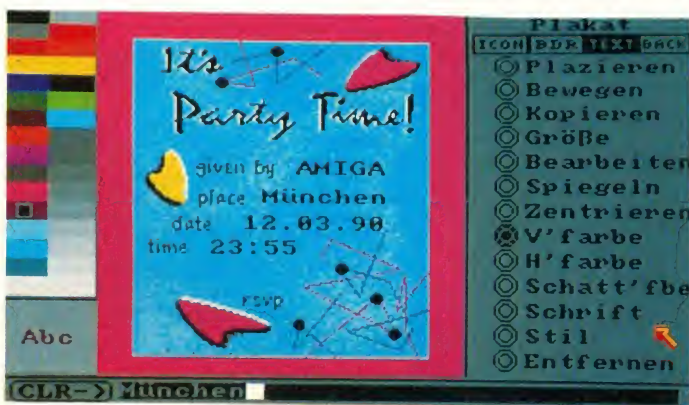 It's
Party Time!
given by AMIGA
place München
date 12.03.90
time 23:55
rsvp
Abc
Plakat
ICON BDR TEXT BACK
Plazieren
Bewegen
Kopieren
Größe
Bearbeiten
Spiegeln
Zentrieren
V'farbe
H'farbe
Schatt'fbe
Schrift
Stil
Entfernen
(CLR->) München